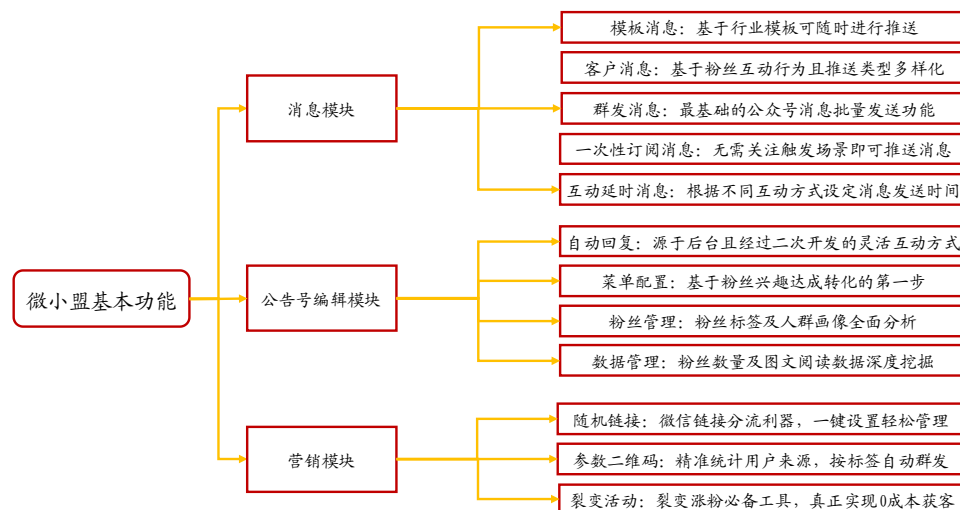 微小盟基本功能
消息模块
模板消息：基于行业模板可随时进行推送
客户消息：基于粉丝互动行为且推送类型多样化
群发消息：最基础的公众号消息批量发送功能
一次性订阅消息：无需关注触发场景即可推送消息
互动延时消息：根据不同互动方式设定消息发送时间
公告号编辑模块
自动回复：源于后台且经过二次开发的灵活互动方式
菜单配置：基于粉丝兴趣达成转化的第一步
粉丝管理：粉丝标签及人群画像全面分析
数据管理：粉丝数量及图文阅读数据深度挖掘
营销模块
随机链接：微信链接分流利器，一键设置轻松管理
参数二维码：精准统计用户来源，按标签自动群发
裂变活动：裂变涨粉必备工具，真正实现0成本获客